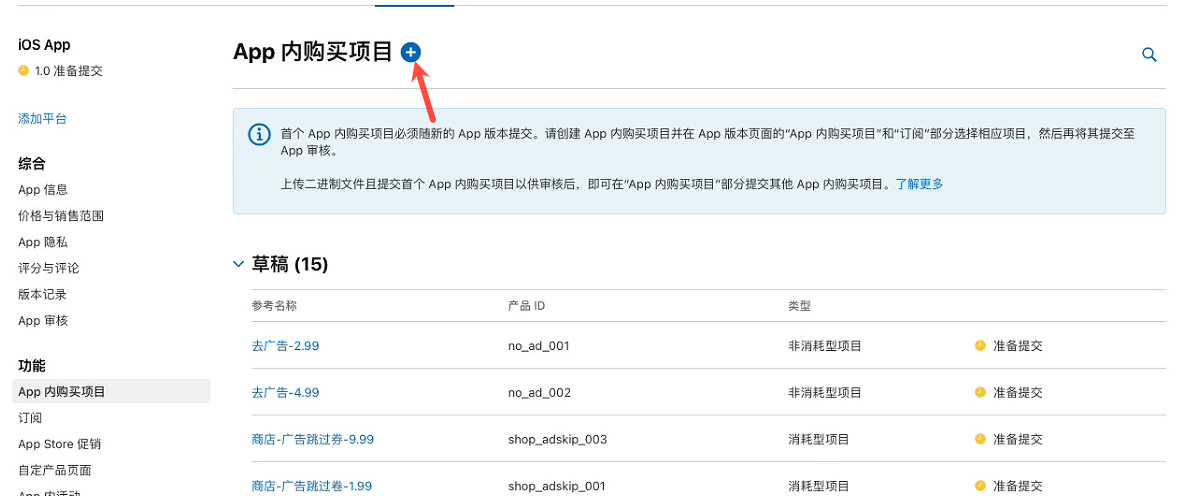 iOS App
1.0 准备提交
添加平台
综合
App 信息
价格与销售范围
App 隐私
评分与评论
版本记录
App 审核
功能
App 内购买项目
订阅
App Store 促销
自定产品页面
App 内活动
App 内购买项目
首个 App 内购买项目必须随新的 App 版本提交。请创建 App 内购买项目并在 App 版本页面的“App 内购买项目”和“订阅”部分选择相应项目，然后再将其提交至
App 审核。
上传二进制文件且提交首个 App 内购买项目以供审核后，即可在“App 内购买项目”部分提交其他 App 内购买项目。了解更多
草稿 (15)
参考名称 产品 ID 类型
去广告-2.99 no_ad_001 非消耗型项目 准备提交
去广告-4.99 no_ad_002 非消耗型项目 准备提交
商店-广告跳过券-9.99 shop_adskip_003 消耗型项目 准备提交
商店-广告跳过卷-1.99 shop_adskip_001 消耗型项目 准备提交